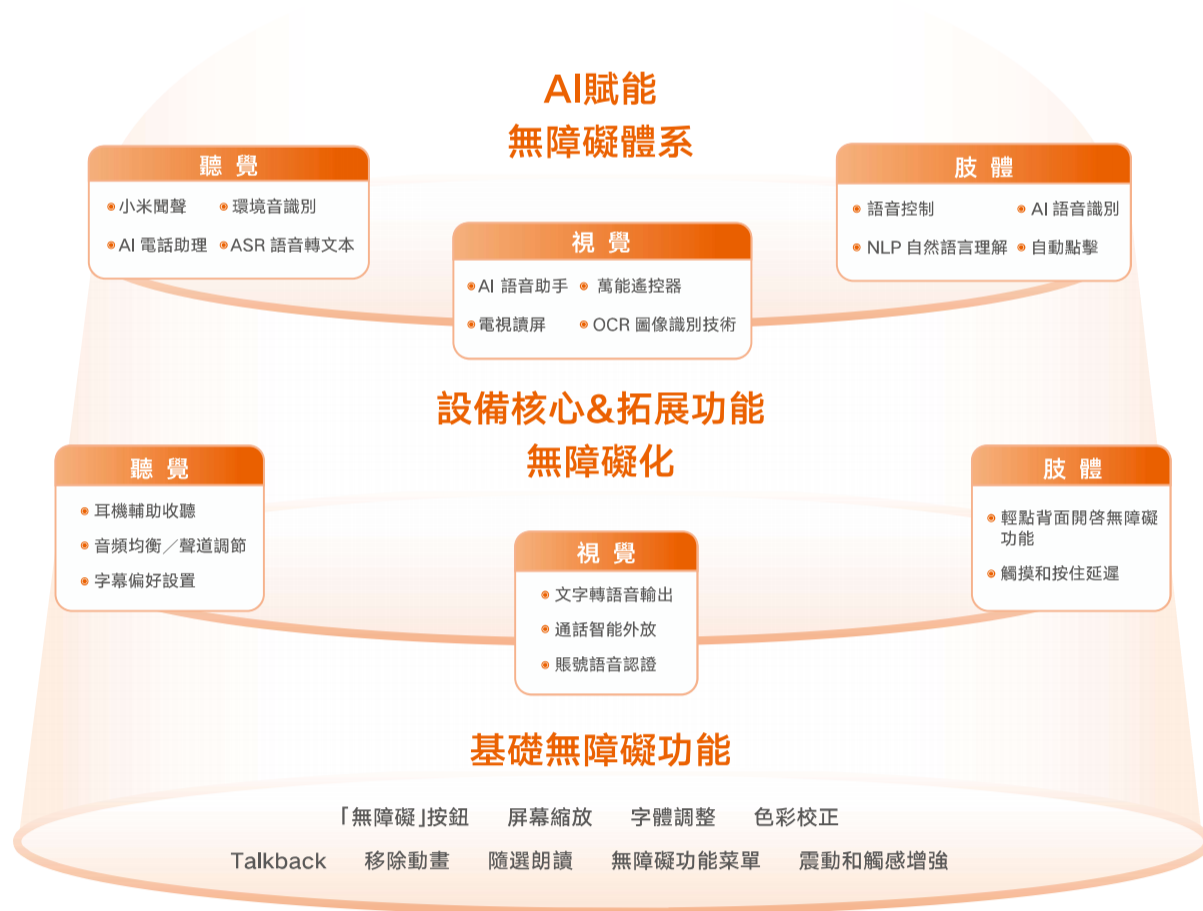 AI賦能
無障礙體系
聽覺
小米聞聲 環境音識別
AI 電話助理 ASR 語音轉文本
視覺
AI 語音助手 萬能遙控器
電視讀屏 OCR 圖像識別技術
肢體
語音控制 AI 語音識別
NLP 自然語言理解 自動點擊
設備核心&拓展功能
無障礙化
聽覺
耳機輔助收聽
音頻均衡／聲道調節
字幕偏好設置
視覺
文字轉語音輸出
通話智能外放
賬號語音認證
肢體
輕點背面開啓無障礙
功能
觸摸和按住延遲
基礎無障礙功能
「無障礙」按鈕 屏幕縮放 字體調整 色彩校正
Talkback 移除動畫 隨選朗讀 無障礙功能菜單 震動和觸感增強